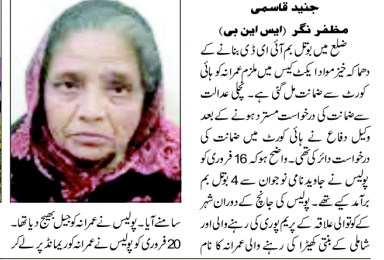 جنید قاسمی
مظفر نگر (ایس این بی)
ضلع میں بوتل بم آئی ای ڈی بنانے کے
دھماکہ خیز مواد ایکٹ کیس میں ملزم عمرانہ کو ہائی
کورٹ سے ضمانت مل گئی ہے۔ نچلی عدالت
سے ضمانت کی درخواست مسترد ہونے کے بعد
وکیل دفاع نے ہائی کورٹ میں ضمانت کی
درخواست دائر کی تھی۔ واضح ہو کہ 16 فروری کو
پولیس نے جاوید نامی نوجوان سے 4 بوتل بم
برآمد کیے تھے۔ پولیس کی جانچ کے دوران شہر
کے کوتوالی علاقہ کے پریم پوری کی رہنے والی اور
شاملی کے بنتی کھیڑا کی رہنے والی عمرانہ کا نام
سامنے آیا۔ پولیس نے عمرانہ کو جیل بھیج دیا تھا۔
20 فروری کو پولیس نے عمرانہ کو ریمانڈ پر لے کر